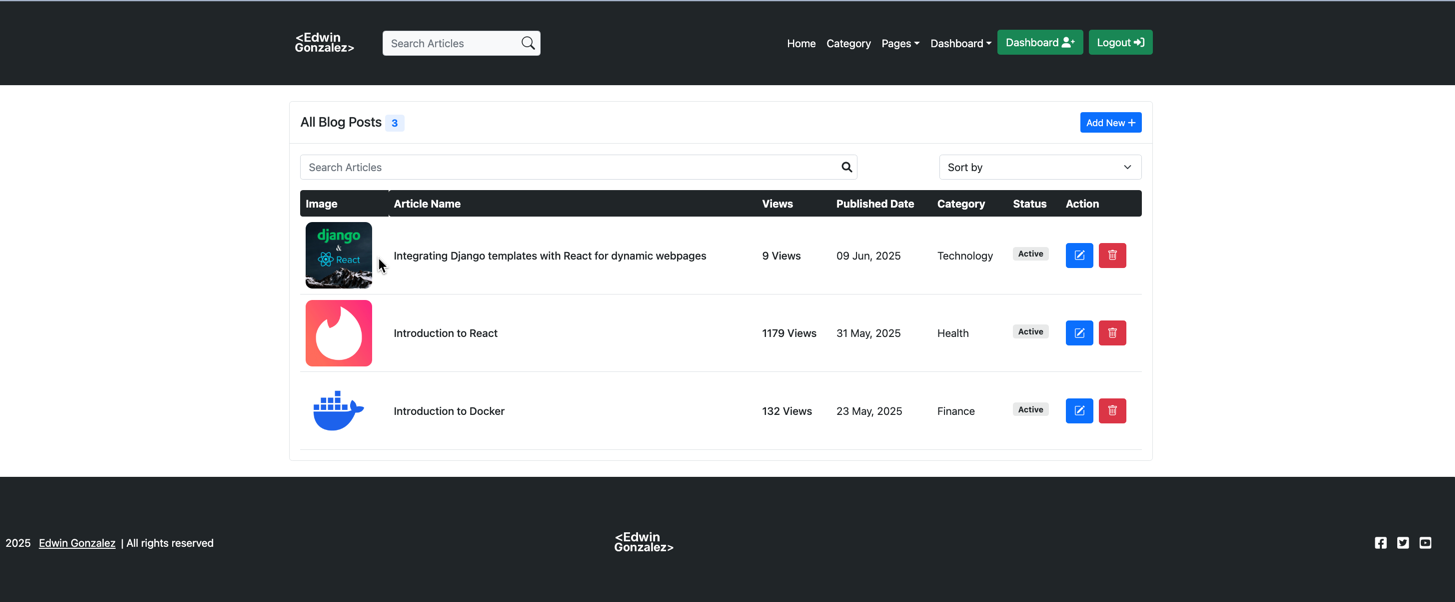 <Edwin
Gonzalez>
Search Articles
Home Category Pages Dashboard Dashboard Logout
All Blog Posts 3
Add New +
Search Articles
Sort by
Image Article Name Views Published Date Category Status Action
django
&
React
Integrating Django templates with React for dynamic webpages 9 Views 09 Jun, 2025 Technology Active
Introduction to React 1179 Views 31 May, 2025 Health Active
Introduction to Docker 132 Views 23 May, 2025 Finance Active
2025 Edwin Gonzalez | All rights reserved
<Edwin
Gonzalez>